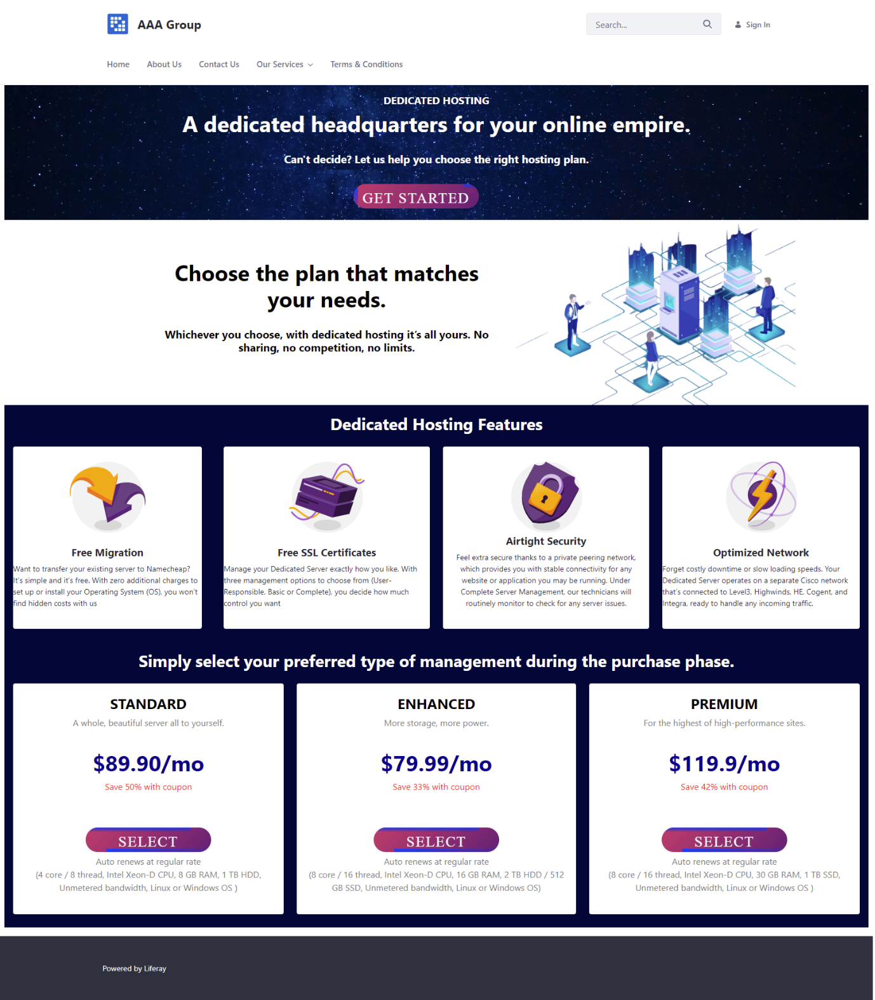 AAA Group
Search...
Sign In
Home
About Us
Contact Us
Our Services
Terms & Conditions
DEDICATED HOSTING
A dedicated headquarters for your online empire.
Can't decide? Let us help you choose the right hosting plan.
GET STARTED
Choose the plan that matches
your needs.
Whichever you choose, with dedicated hosting it’s all yours. No
sharing, no competition, no limits.
Dedicated Hosting Features
Free Migration
Want to transfer your existing server to Namecheap?
It’s simple and it’s free. With zero additional charges to
set up or install your Operating System (OS), you won’t
find hidden costs with us
Free SSL Certificates
Manage your Dedicated Server exactly how you like. With
three management options to choose from (User-
Responsible, Basic or Complete), you decide how much
control you want
Airtight Security
Feel extra secure thanks to a private peering network,
which provides you with stable connectivity for any
website or application you may be running. Under
Complete Server Management, our technicians will
routinely monitor to check for any server issues.
Optimized Network
Forget costly downtime or slow loading speeds. Your
Dedicated Server operates on a separate Cisco network
that’s connected to Level3, Highwinds, HE, Cogent, and
Integra, ready to handle any incoming traffic.
Simply select your preferred type of management during the purchase phase.
STANDARD
A whole, beautiful server all to yourself.
$89.90/mo
Save 50% with coupon
SELECT
Auto renews at regular rate
(4 core / 8 thread, Intel Xeon-D CPU, 8 GB RAM, 1 TB HDD,
Unmetered bandwidth, Linux or Windows OS )
ENHANCED
More storage, more power.
$79.99/mo
Save 33% with coupon
SELECT
Auto renews at regular rate
(8 core / 16 thread, Intel Xeon-D CPU, 16 GB RAM, 2 TB HDD / 512
GB SSD, Unmetered bandwidth, Linux or Windows OS)
PREMIUM
For the highest of high-performance sites.
$119.9/mo
Save 42% with coupon
SELECT
Auto renews at regular rate
(8 core / 16 thread, Intel Xeon-D CPU, 30 GB RAM, 1 TB SSD,
Unmetered bandwidth, Linux or Windows OS )
Powered by Liferay